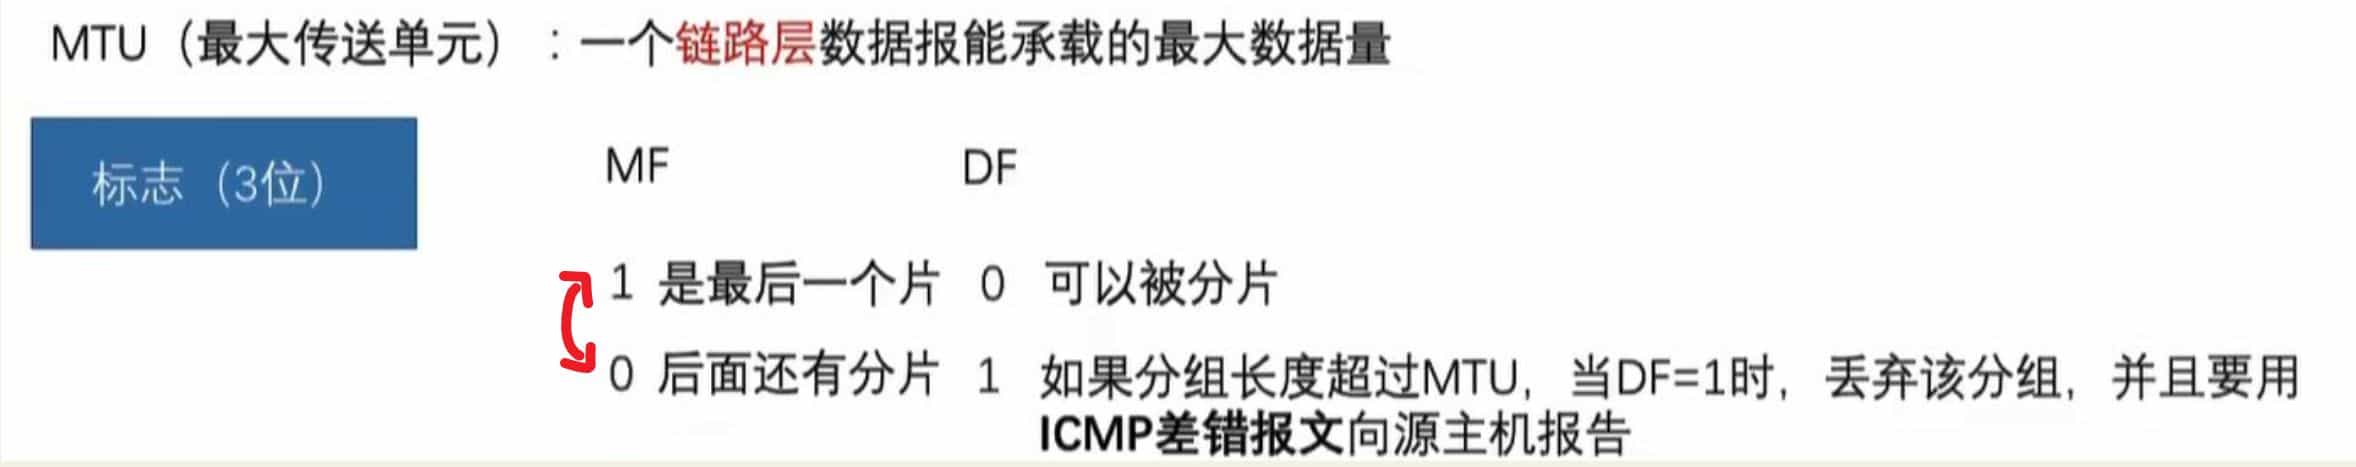 MTU（最大传送单元）：一个链路层数据报能承载的最大数据量
标志（3位）
MF DF
1 是最后一个片 0 可以被分片
0 后面还有分片 1 如果分组长度超过MTU，当DF=1时，丢弃该分组，并且要用
ICMP差错报文向源主机报告